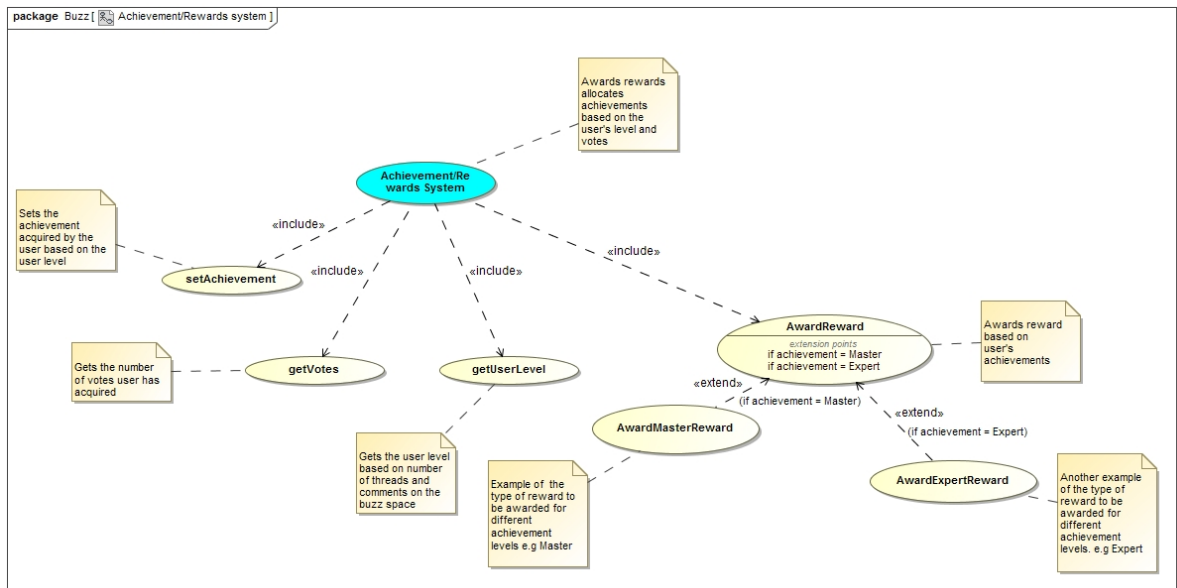 package Buzz [ Achievement/Rewards system ]
Awards rewards
allocates
achievements
based on the
user's level and
votes
Achievement/Re
wards System
Sets the
achievement
acquired by the
user based on the
user level
«include»
«include»
«include»
«include»
setAchievement
AwardReward
extension points
if achievement = Master
if achievement = Expert
Awards reward
based on
user's
achievements
Gets the number
of votes user has
acquired
getVotes
getUserLevel
«extend»
(if achievement = Master)
«extend»
(if achievement = Expert)
AwardMasterReward
Gets the user level
based on number
of threads and
comments on the
buzz space
Example of the
type of reward to
be awarded for
different
achievement
levels e.g Master
AwardExpertReward
Another example
of the type of
reward to be
awarded for
different
achievement
levels. e.g Expert